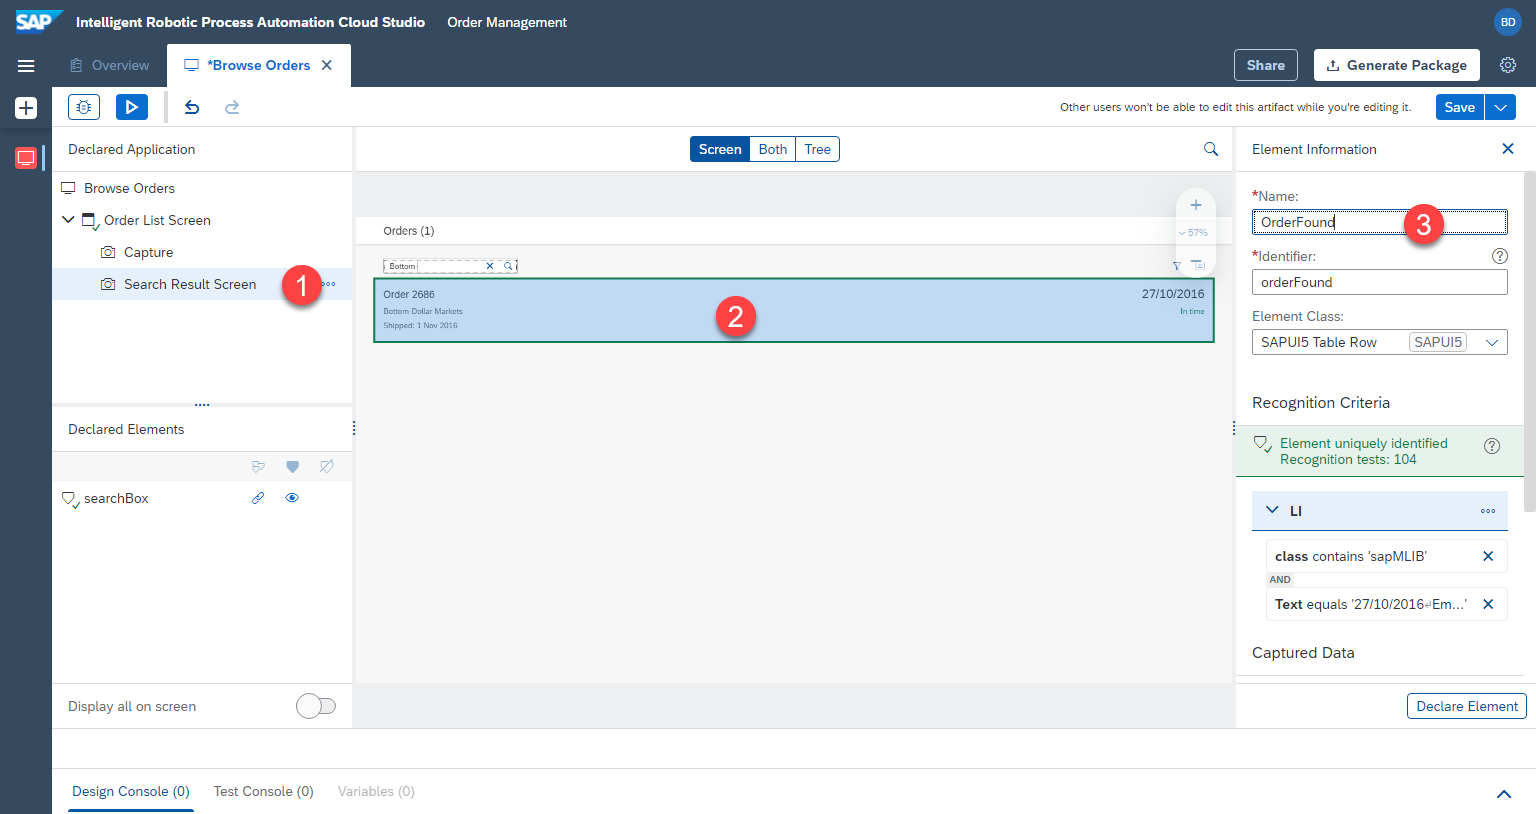 SAP Intelligent Robotic Process Automation Cloud Studio Order Management BD
Overview *Browse Orders Share Generate Package
Other users won't be able to edit this artifact while you're editing it. Save
Declared Application Screen Both Tree Element Information
Browse Orders
Order List Screen
Capture
Search Result Screen
1
Orders (1)
57%
Bottom
Order 2686 27/10/2016
Bottom-Dollar Markets In time
Shipped: 1 Nov 2016
2
*Name:
OrderFound
3
*Identifier:
orderFound
Element Class:
SAPUI5 Table Row SAPUI5
Recognition Criteria
Element uniquely identified
Recognition tests: 104
LI
class contains 'sapMLIB'
AND
Text equals '27/10/2016↵Em...'
Captured Data
Declared Elements
searchBox
Display all on screen
Declare Element
Design Console (0) Test Console (0) Variables (0)